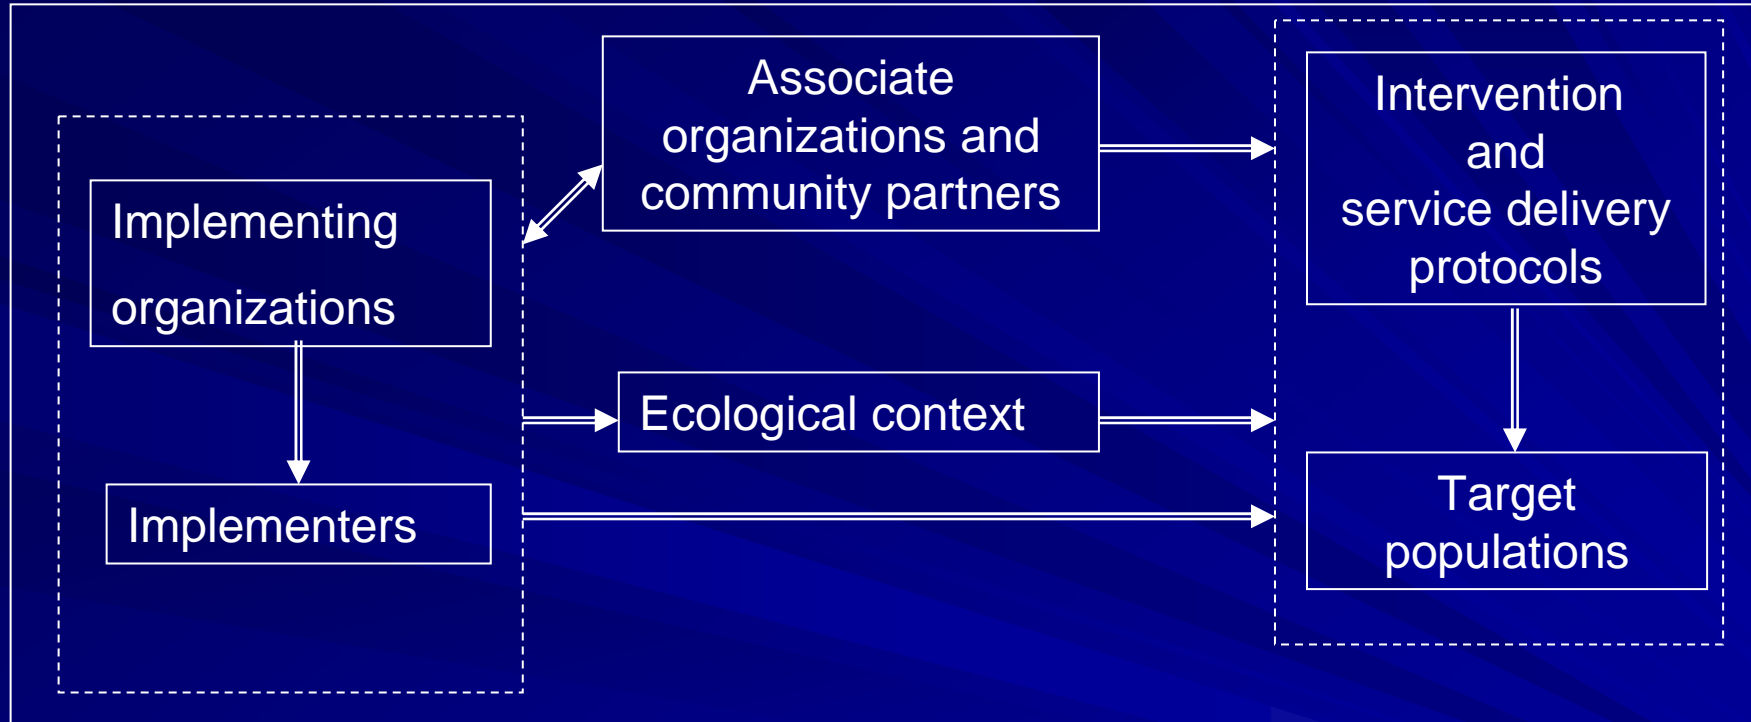 Associate
organizations and
community partners
Intervention
and
service delivery
protocols
Implementing
organizations
Ecological context
Implementers
Target
populations